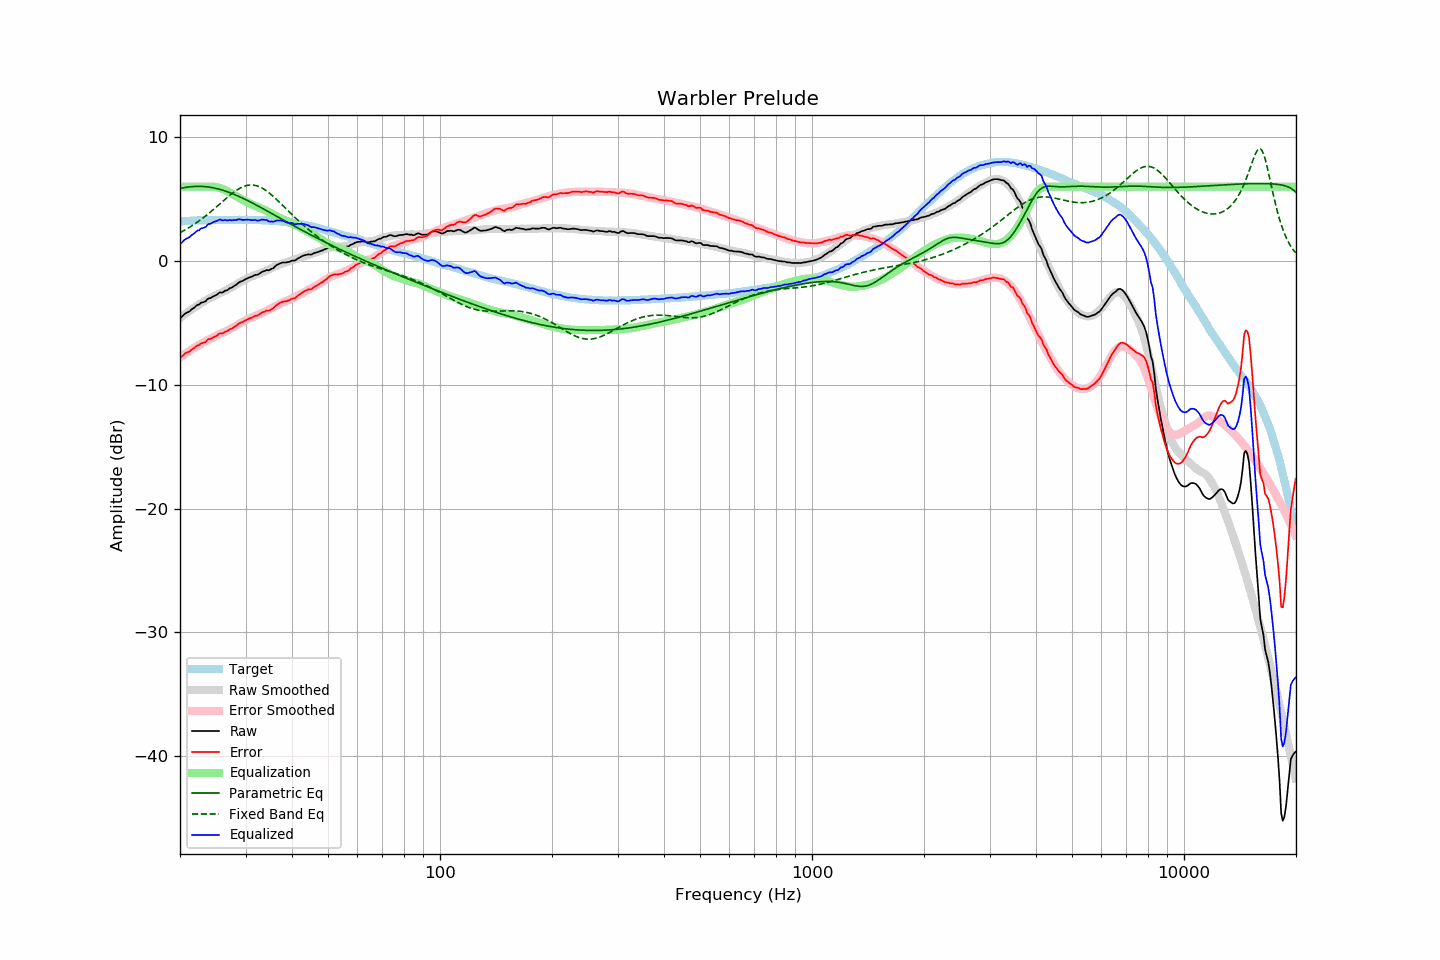 Warbler Prelude
10
0
−10
−20
−30
−40
Amplitude (dBr)
Target
Raw Smoothed
Error Smoothed
Raw
Error
Equalization
Parametric Eq
Fixed Band Eq
Equalized
100
1000
10000
Frequency (Hz)